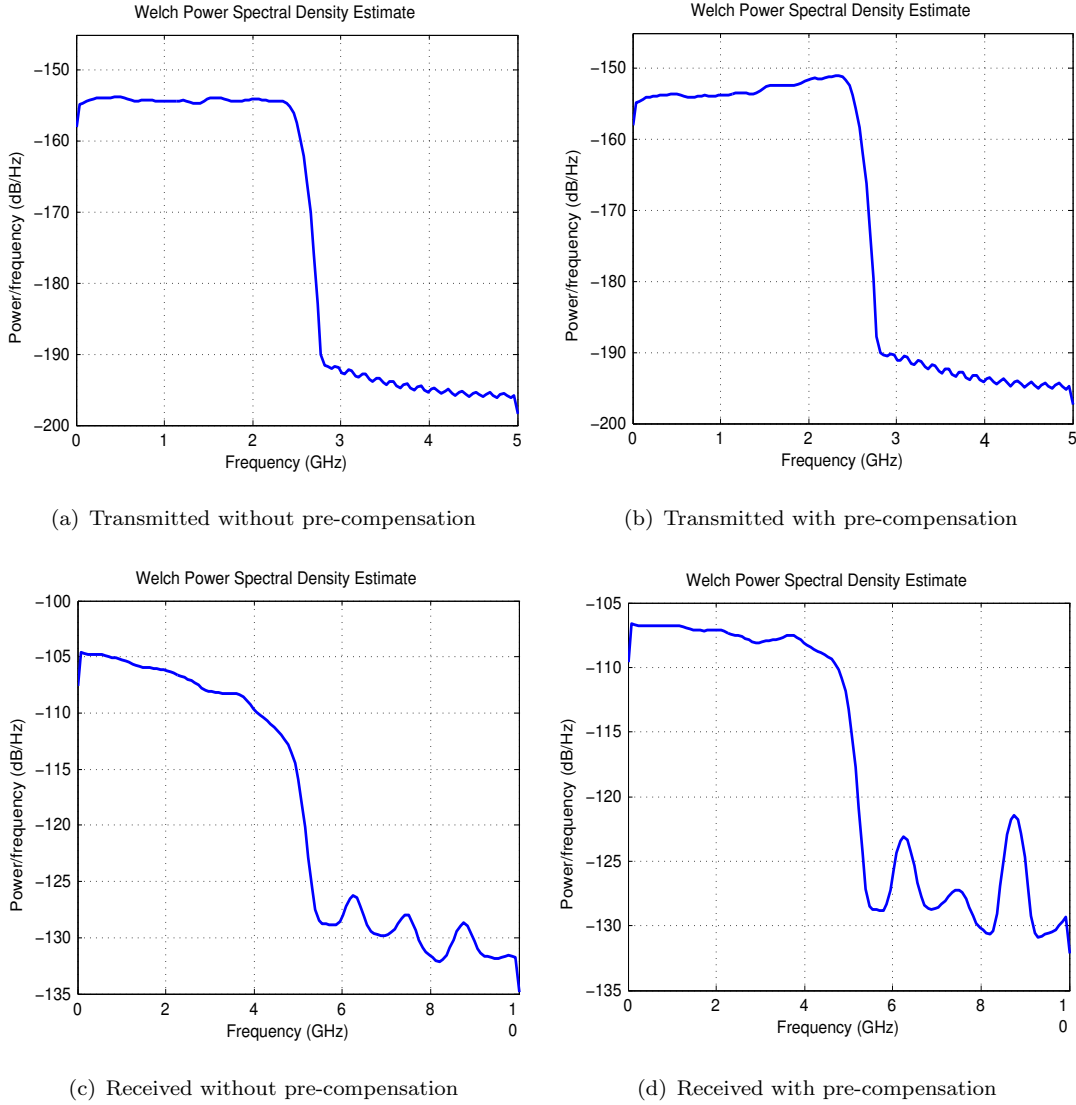 Welch Power Spectral Density Estimate
Power/frequency (dB/Hz)
−150
−160
−170
−180
−190
−200
0 1 2 3 4 5
Frequency (GHz)
(a) Transmitted without pre-compensation
Welch Power Spectral Density Estimate
Power/frequency (dB/Hz)
−150
−160
−170
−180
−190
−200
0 1 2 3 4 5
Frequency (GHz)
(b) Transmitted with pre-compensation
Welch Power Spectral Density Estimate
Power/frequency (dB/Hz)
−100
−105
−110
−115
−120
−125
−130
−135
0 2 4 6 8 1
0
Frequency (GHz)
(c) Received without pre-compensation
Welch Power Spectral Density Estimate
Power/frequency (dB/Hz)
−105
−110
−115
−120
−125
−130
−135
0 2 4 6 8 1
0
Frequency (GHz)
(d) Received with pre-compensation